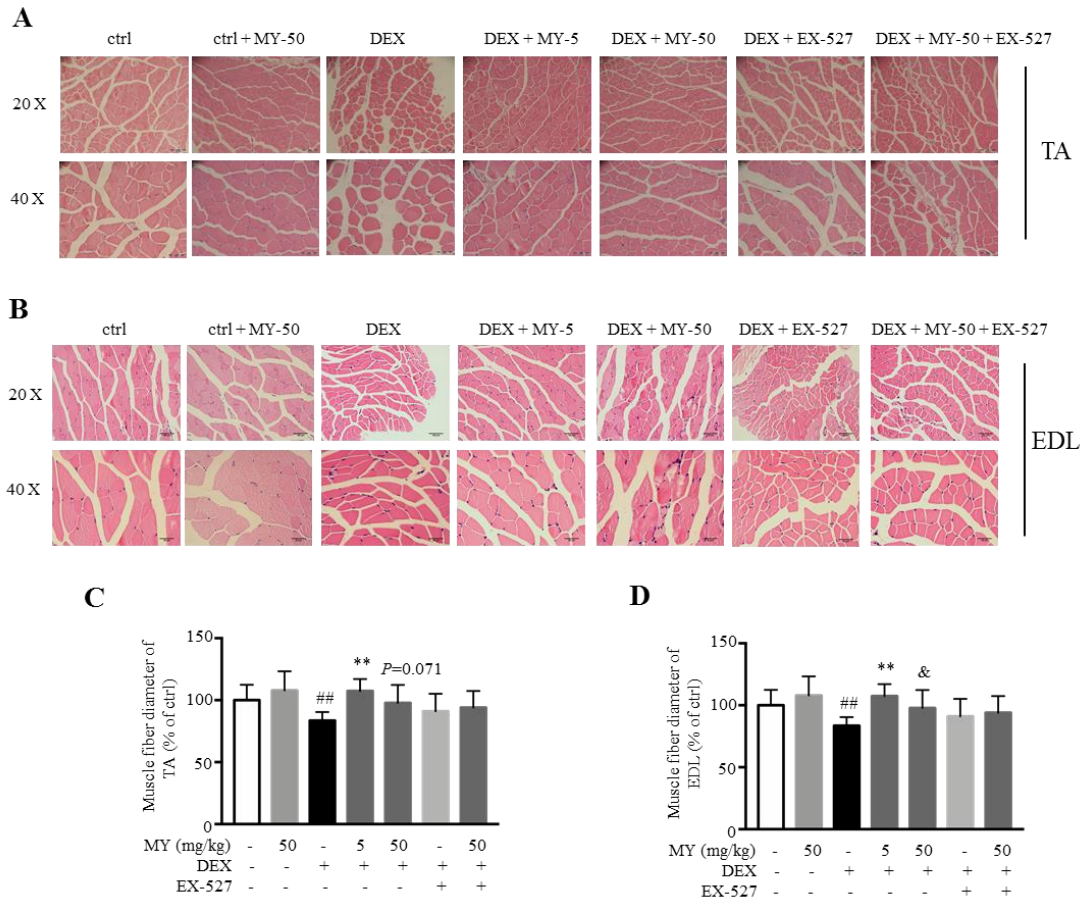 A
ctrl ctrl + MY-50 DEX DEX + MY-5 DEX + MY-50 DEX + EX-527 DEX + MY-50 + EX-527
20 X
TA
40 X
B
ctrl ctrl + MY-50 DEX DEX + MY-5 DEX + MY-50 DEX + EX-527 DEX + MY-50 + EX-527
20 X
EDL
40 X
C
Muscle fiber diameter of
TA (% of ctrl)
150
100
50
0
## ** P=0.071
MY (mg/kg) - 50 - 5 50 - 50
DEX - - + + + + +
EX-527 - - - - - + +
D
Muscle fiber diameter of
EDL (% of ctrl)
150
100
50
0
## ** &
MY (mg/kg) - 50 - 5 50 - 50
DEX - - + + + + +
EX-527 - - - - - + +